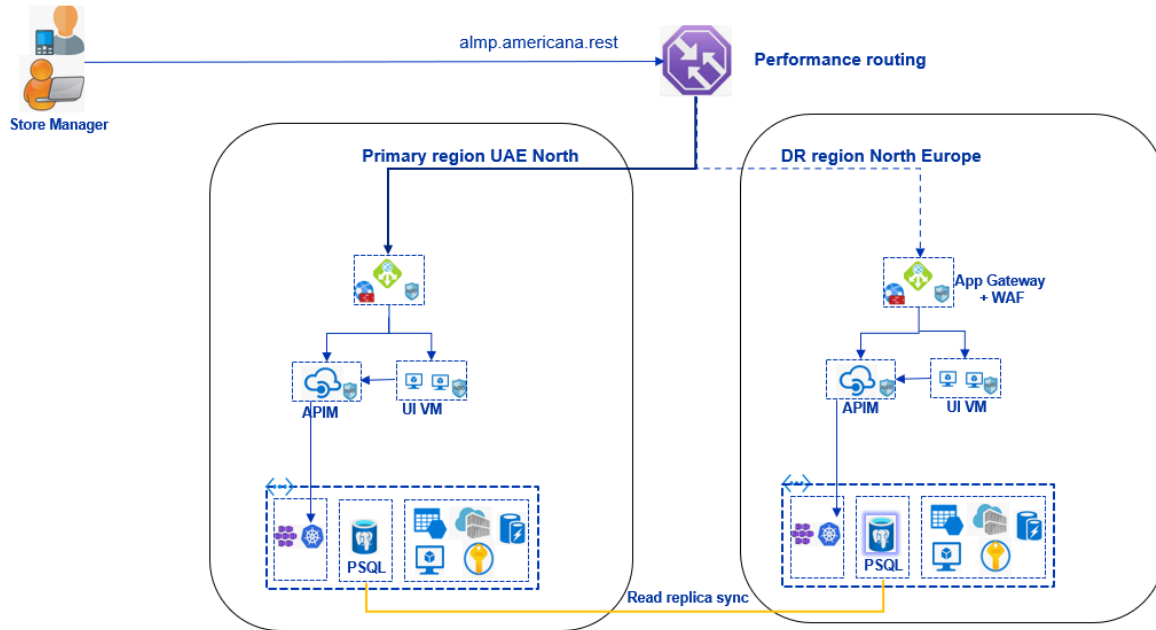 almp.americana.rest
Performance routing
Store Manager
Primary region UAE North
DR region North Europe
App Gateway
+ WAF
APIM
UI VM
APIM
UI VM
PSQL
PSQL
Read replica sync